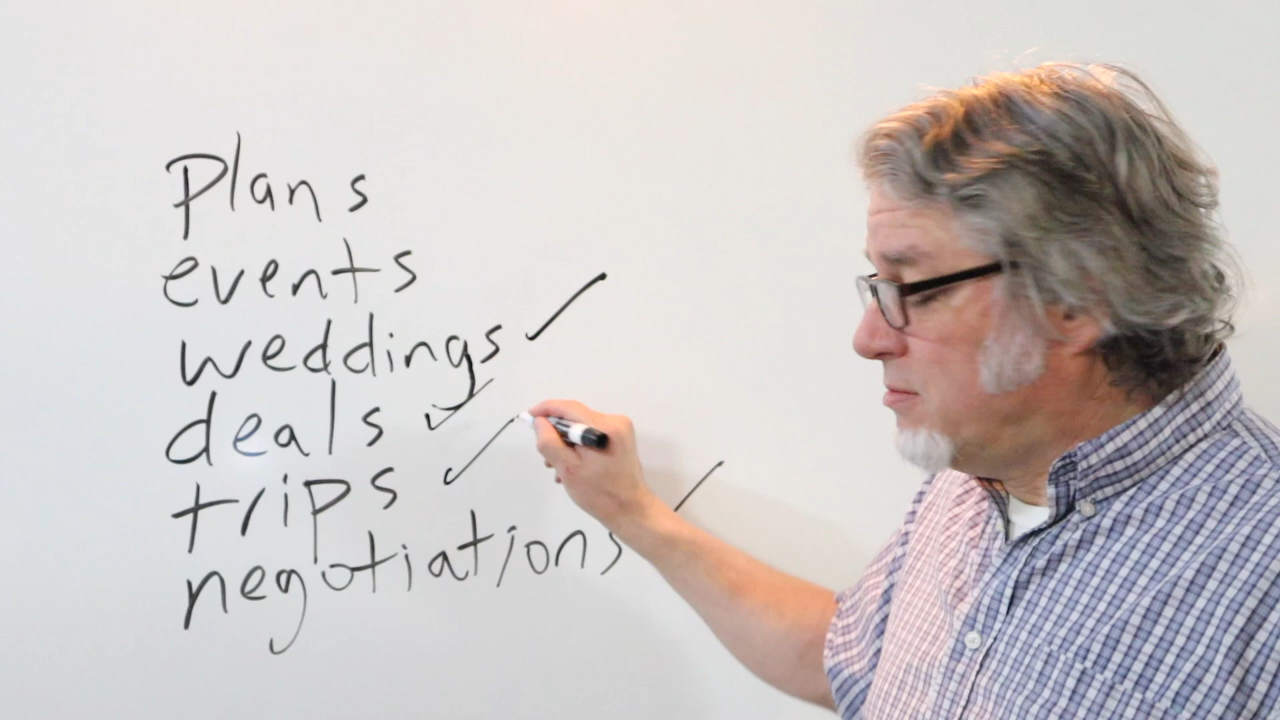 Plans
events
weddings ✓
deals ✓
trips ✓
negotiations ✓